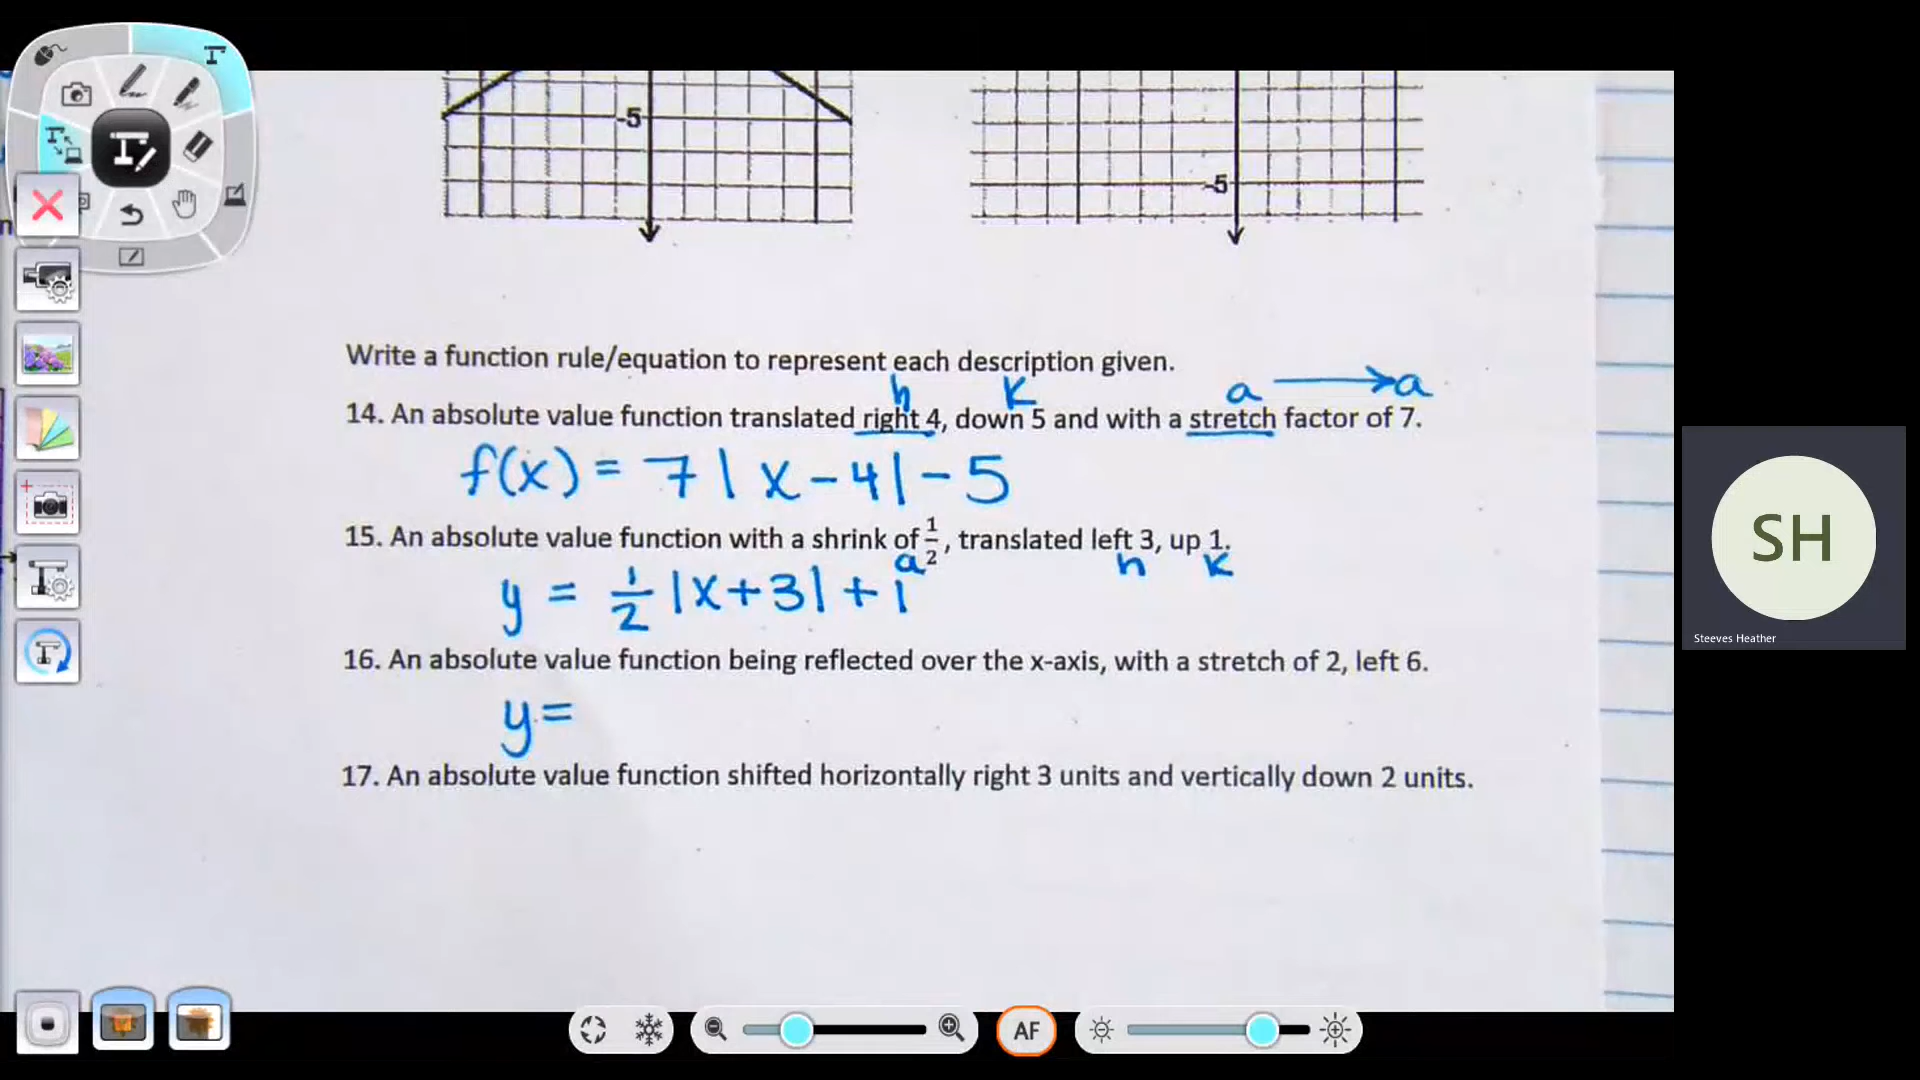 -5
-5
Write a function rule/equation to represent each description given.
h k a → a
14. An absolute value function translated right 4, down 5 and with a stretch factor of 7.
f(x) = 7|x-4|-5
15. An absolute value function with a shrink of 1/2, translated left 3, up 1.
a h k
y = 1/2|x+3|+1
16. An absolute value function being reflected over the x-axis, with a stretch of 2, left 6.
y=
17. An absolute value function shifted horizontally right 3 units and vertically down 2 units.
SH
Steeves Heather
AF